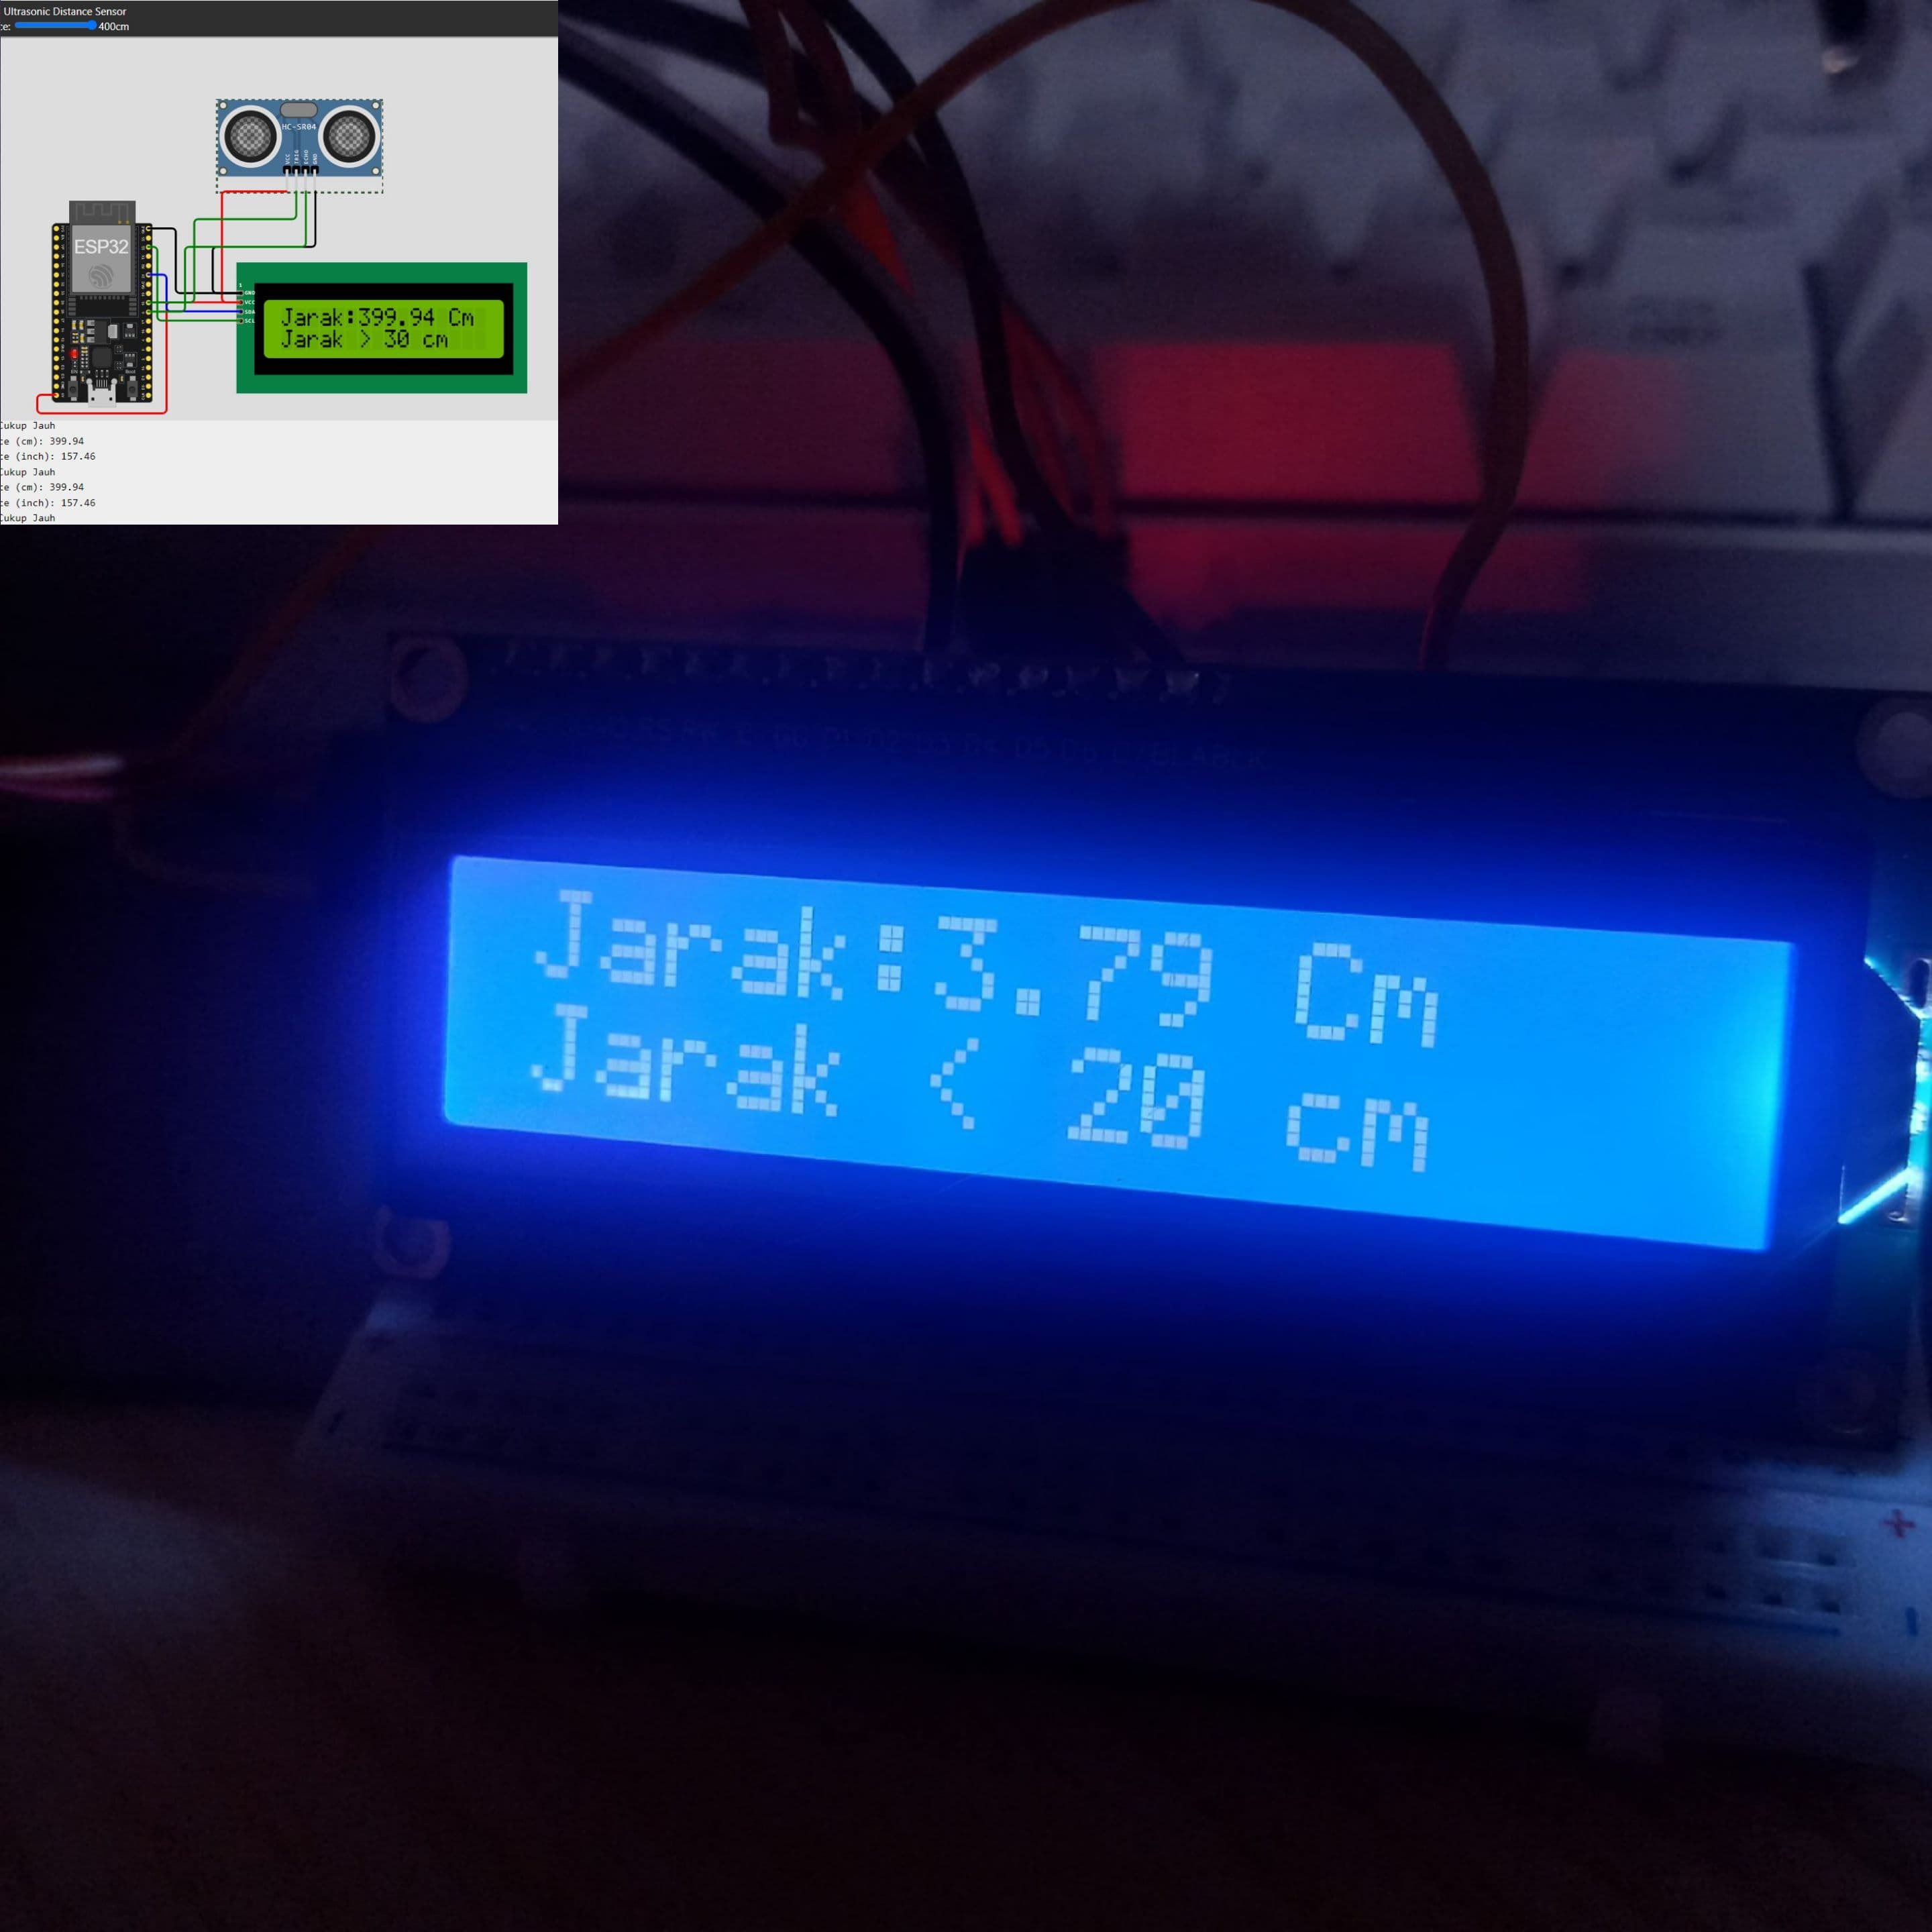 Ultrasonic Distance Sensor
ce: 400cm
HC-SR04
VCC
TRIG
ECHO
GND
ESP32
1
GND
VCC
SDA
SCL
Jarak:399.94 Cm
Jarak > 30 cm
Cukup Jauh
ce (cm): 399.94
ce (inch): 157.46
Cukup Jauh
ce (cm): 399.94
ce (inch): 157.46
Cukup Jauh
Jarak:3.79 Cm
Jarak < 20 cm
+